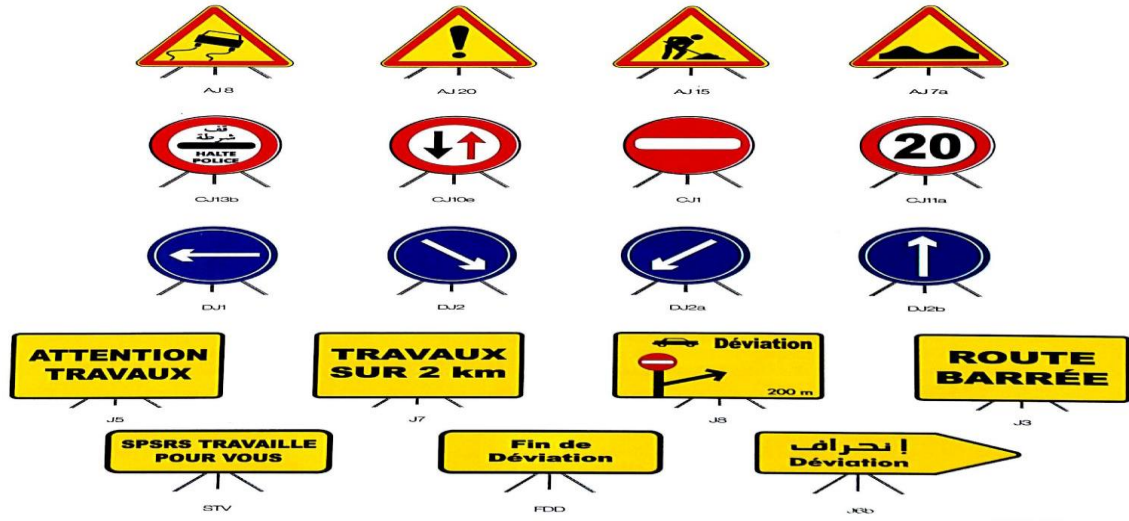 AJ 8
AJ 20
AJ 15
AJ 7a
قف
شرطة
HALTE
POLICE
20
CJ13b
CJ10e
CJ1
CJ11a
DJ1
DJ2
DJ2a
DJ2b
ATTENTION
TRAVAUX
TRAVAUX
SUR 2 km
Déviation
200 m
ROUTE
BARRÉE
J5
J7
J8
J3
SPSRS TRAVAILLE
POUR VOUS
Fin de
Déviation
إنحراف
Déviation
STV
FDD
J6b